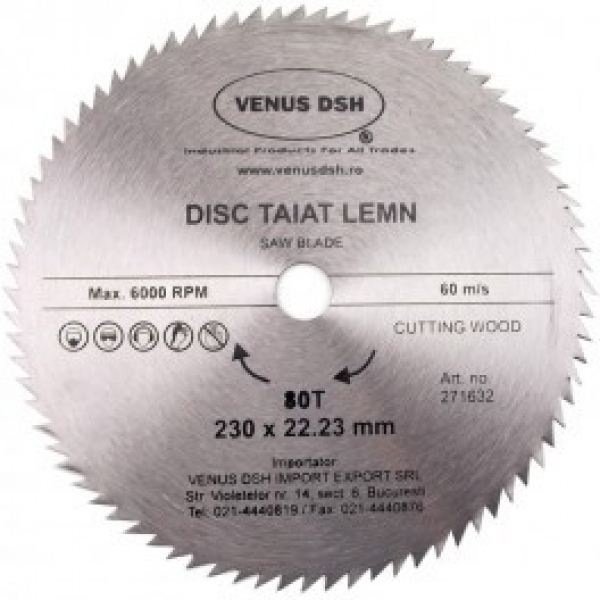 VENUS DSH
®
Industrial Products For All Trades
www.venusdsh.ro
DISC TAIAT LEMN
SAW BLADE
Max. 6000 RPM
60 m/s
CUTTING WOOD
80T
Art. no.
271632
230 x 22.23 mm
Importator
VENUS DSH IMPORT EXPORT SRL
Str. Violetelor nr. 14, sect. 6, Bucuresti
Tel: 021-4440819 / Fax: 021-4440876